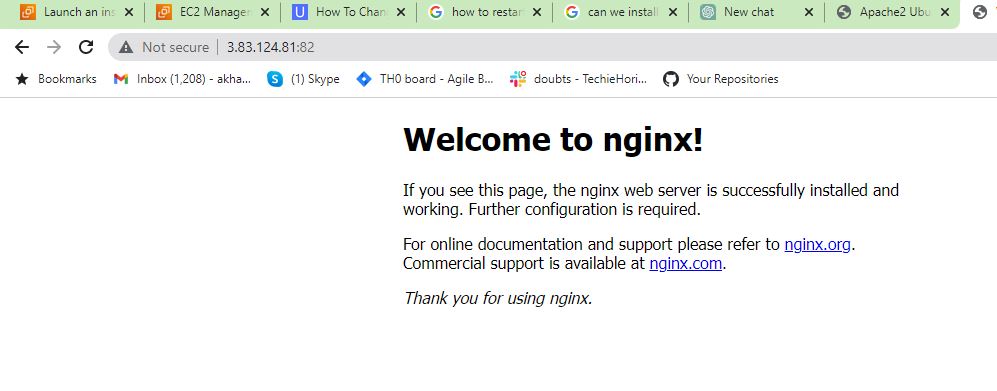 Launch an ins EC2 Managem How To Chan how to restart can we install New chat Apache2 Ubu
Not secure 3.83.124.81:82
Bookmarks Inbox (1,208) - akha... (1) Skype TH0 board - Agile B... doubts - TechieHori... Your Repositories
Welcome to nginx!
If you see this page, the nginx web server is successfully installed and
working. Further configuration is required.
For online documentation and support please refer to nginx.org.
Commercial support is available at nginx.com.
Thank you for using nginx.